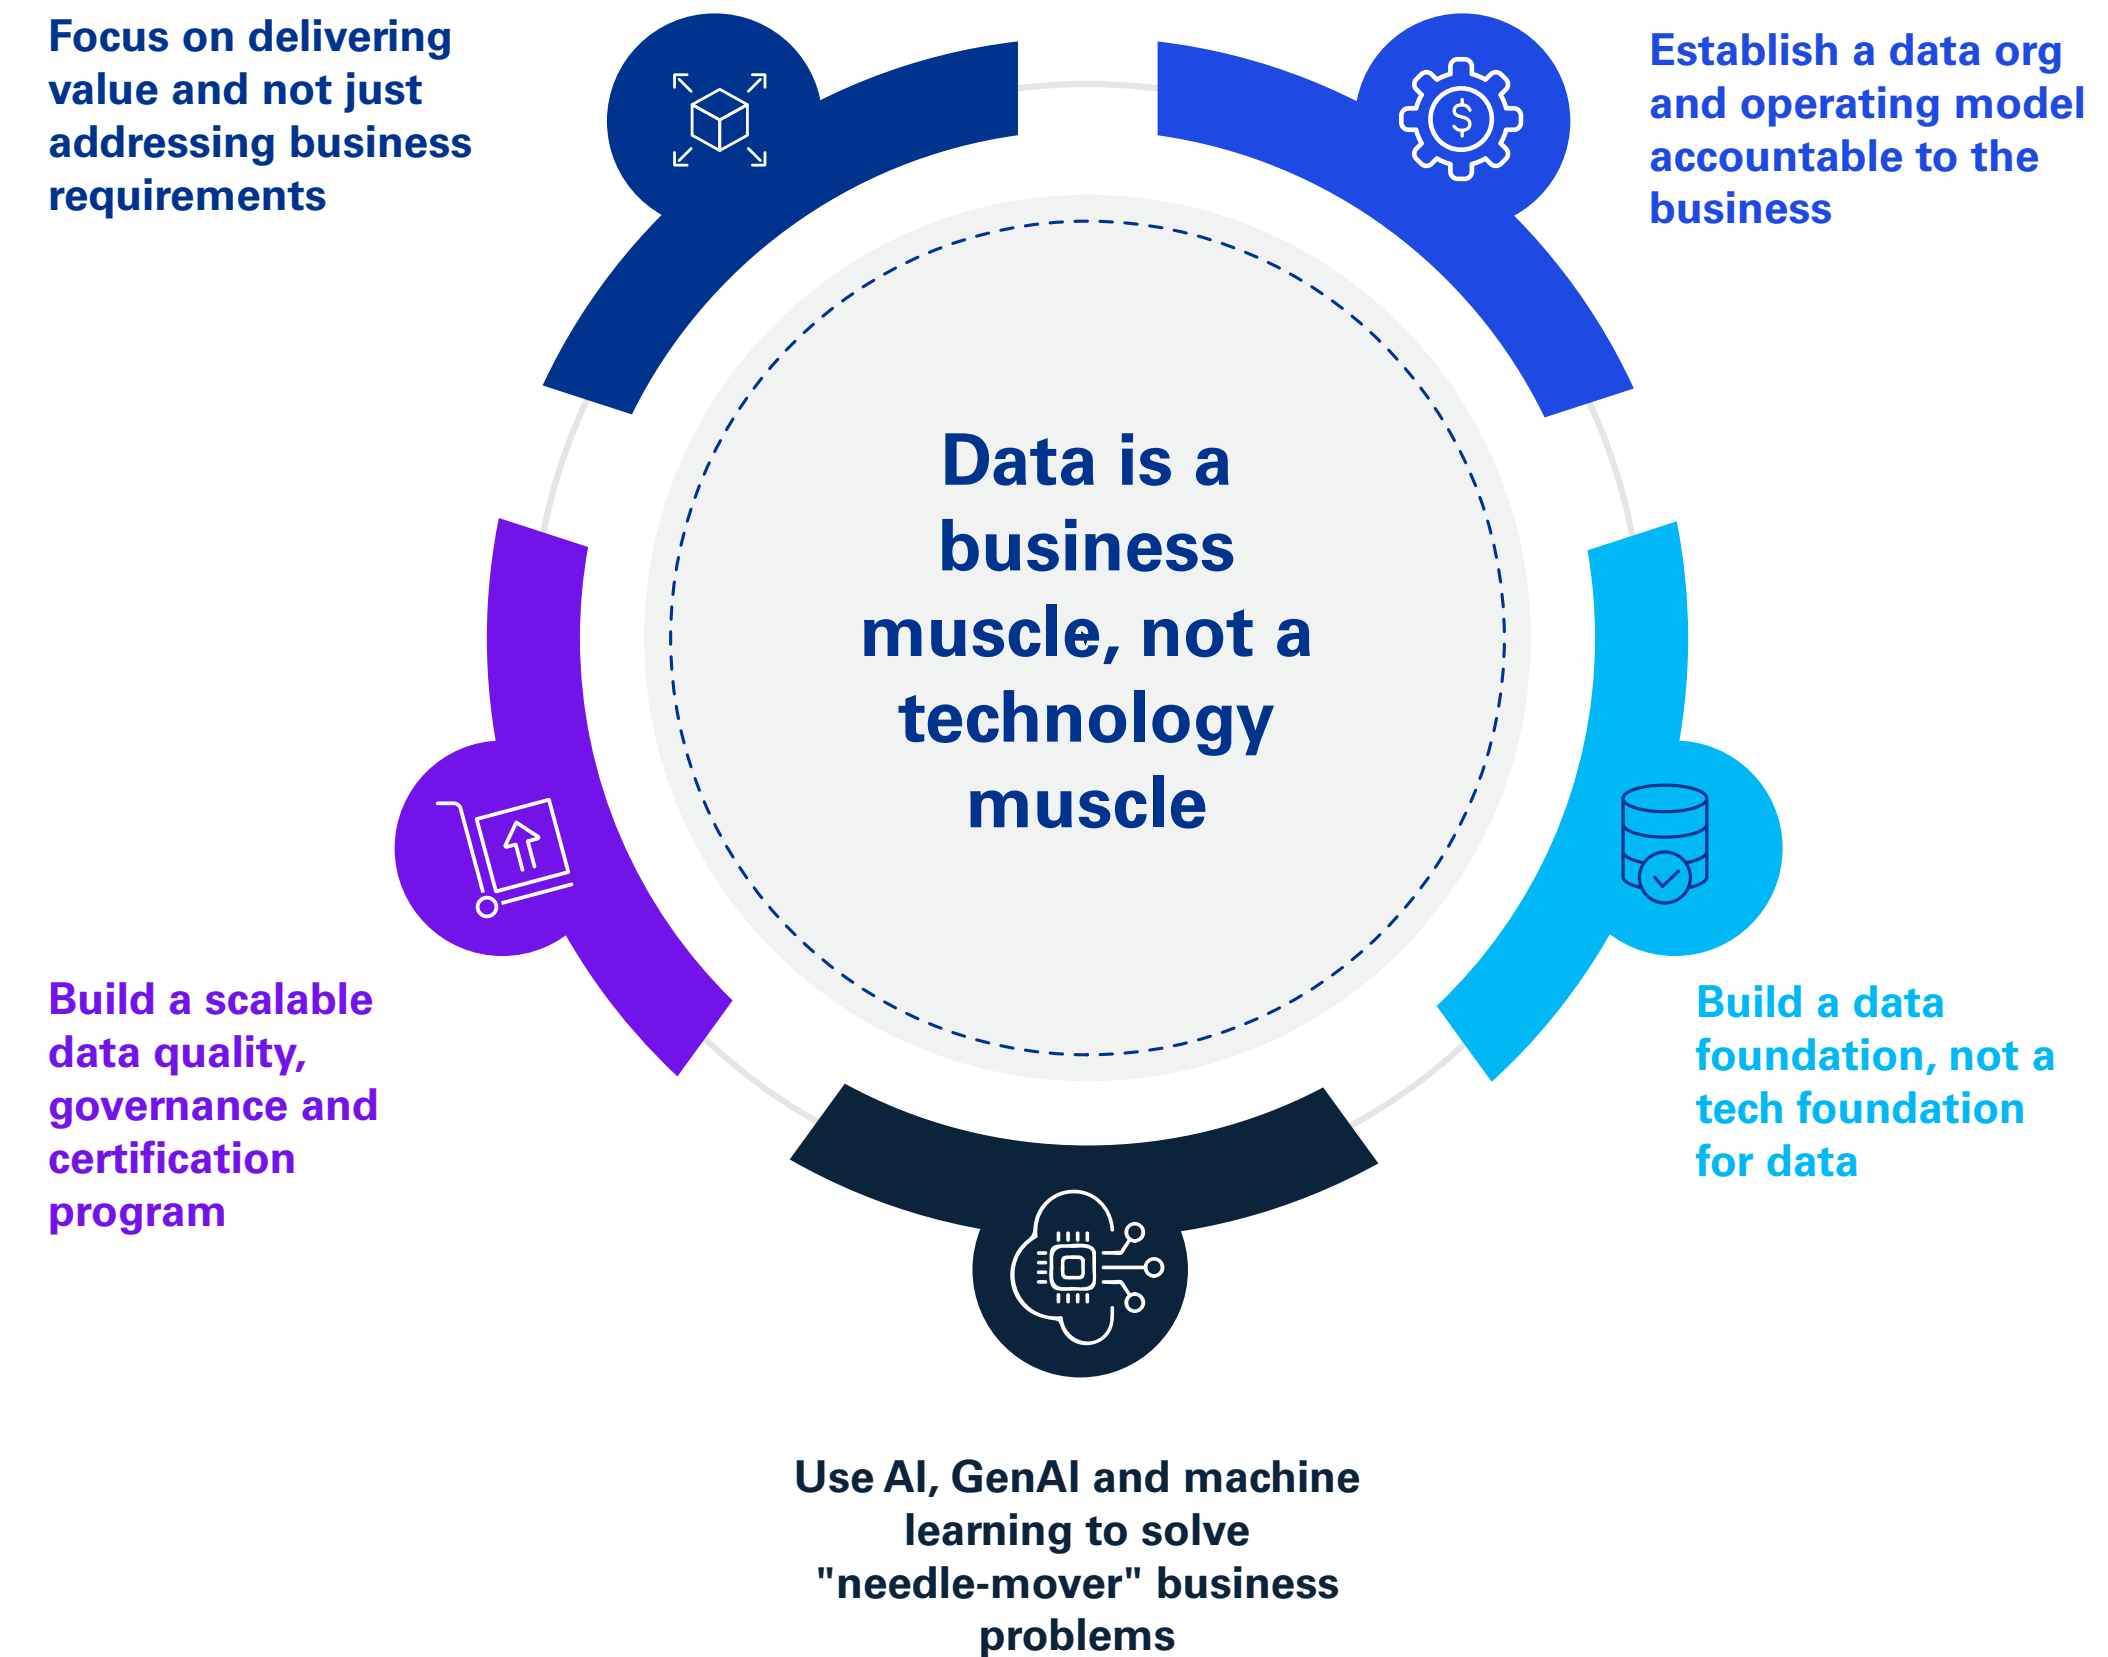 Focus on delivering
value and not just
addressing business
requirements
Establish a data org
and operating model
accountable to the
business
$
Data is a
business
muscle, not a
technology
muscle
Build a scalable
data quality,
governance and
certification
program
Build a data
foundation, not a
tech foundation
for data
Use AI, GenAI and machine
learning to solve
"needle-mover" business
problems